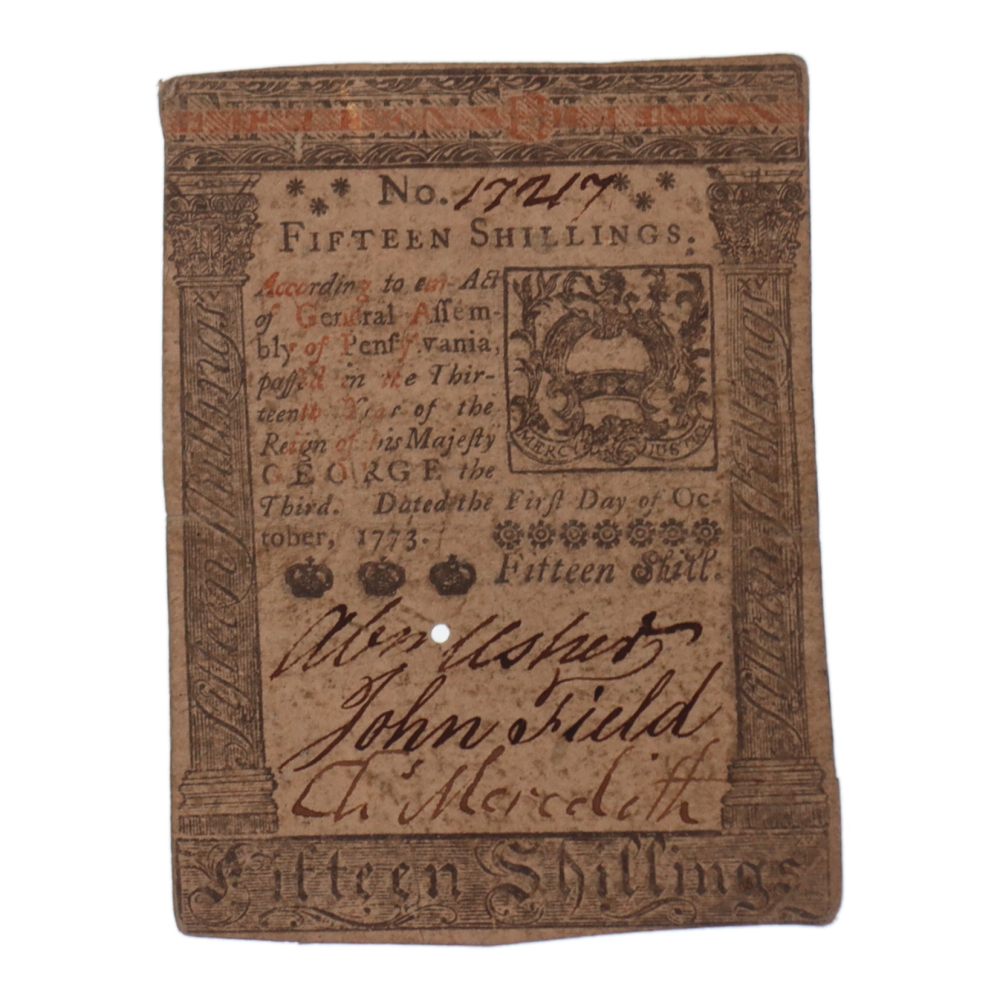 No. 17217
FIFTEEN SHILLINGS.
According to an Act
of General Assem-
bly of Pensylvania,
passed in the Thir-
teenth Year of the
Reign of his Majesty
GEORGE the
Third. Dated the First Day of Oc-
tober, 1773.
Fifteen Shill.
MERCY JUSTICE
Fifteen Shillings
Fifteen Shillings
Abm Usher
John Field
Chs Meredith
Fifteen Shillings